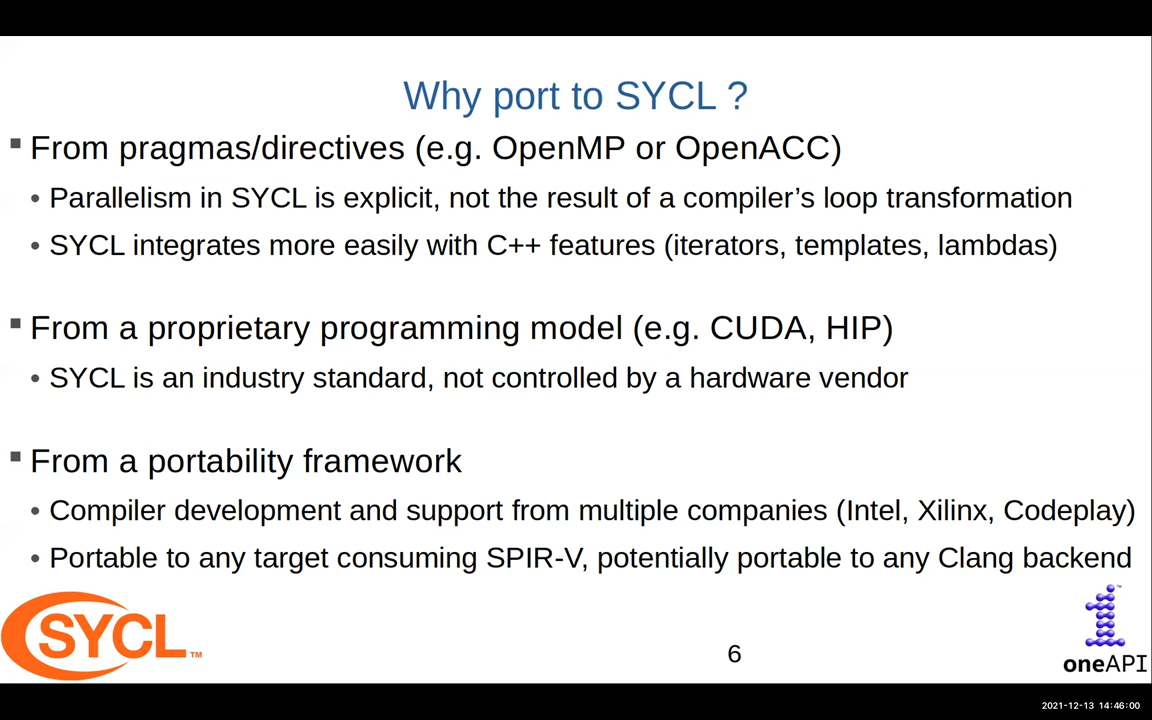 Why port to SYCL ?
From pragmas/directives (e.g. OpenMP or OpenACC)
• Parallelism in SYCL is explicit, not the result of a compiler’s loop transformation
• SYCL integrates more easily with C++ features (iterators, templates, lambdas)
From a proprietary programming model (e.g. CUDA, HIP)
• SYCL is an industry standard, not controlled by a hardware vendor
From a portability framework
• Compiler development and support from multiple companies (Intel, Xilinx, Codeplay)
• Portable to any target consuming SPIR-V, potentially portable to any Clang backend
SYCL™
6
™
oneAPI
2021-12-13 14:46:00